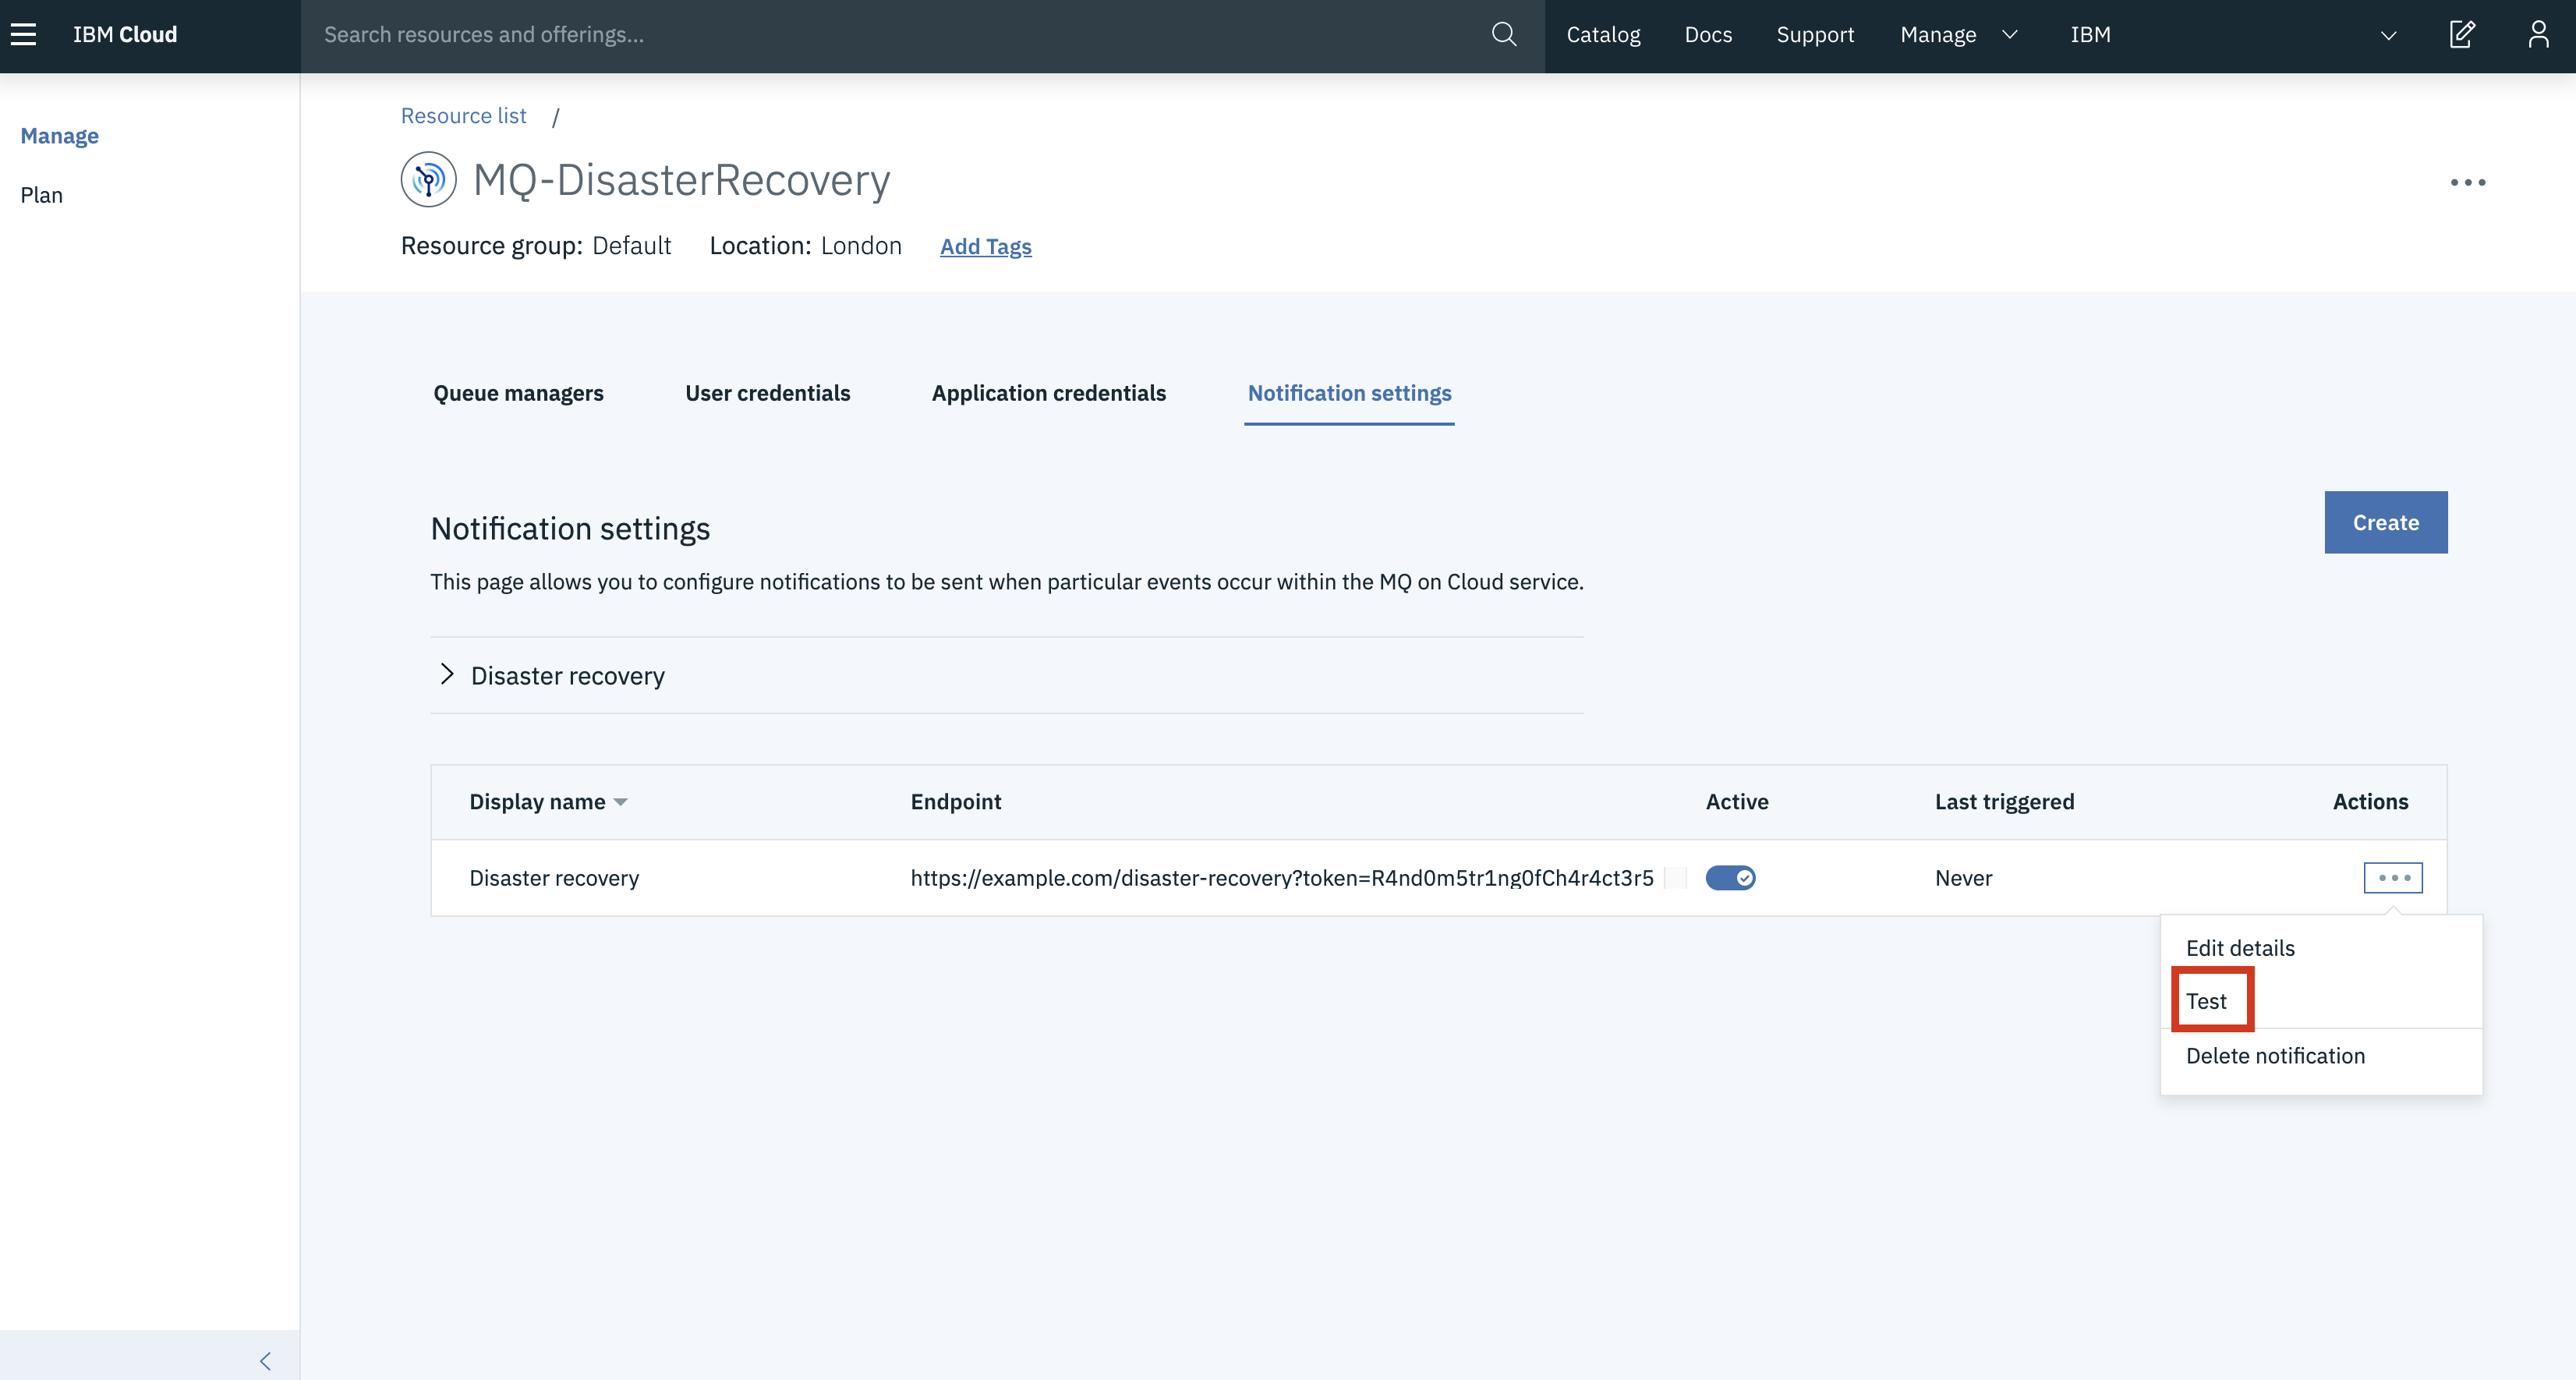 IBM Cloud
Search resources and offerings...
Catalog
Docs
Support
Manage
IBM
Manage
Plan
Resource list /
MQ-DisasterRecovery
Resource group: Default Location: London Add Tags
Queue managers
User credentials
Application credentials
Notification settings
Notification settings
Create
This page allows you to configure notifications to be sent when particular events occur within the MQ on Cloud service.
Disaster recovery
Display name Endpoint Active Last triggered Actions
Disaster recovery https://example.com/disaster-recovery?token=R4nd0m5tr1ng0fCh4r4ct3r5 Never
Edit details
Test
Delete notification